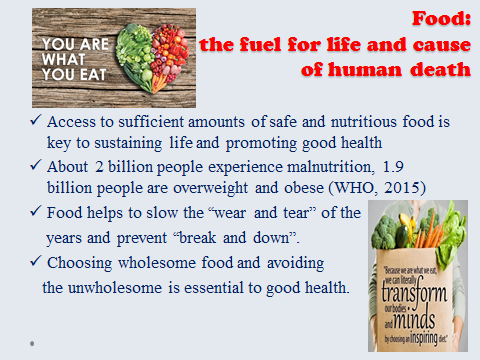 YOU ARE
WHAT
YOU EAT
Food:
the fuel for life and cause
of human death
Access to sufficient amounts of safe and nutritious food is
key to sustaining life and promoting good health
About 2 billion people experience malnutrition, 1.9
billion people are overweight and obese (WHO, 2015)
Food helps to slow the “wear and tear” of the
years and prevent “break and down”.
Choosing wholesome food and avoiding
the unwholesome is essential to good health.
"Because we are what we eat,
we can literally
transform
our bodies
and minds
by choosing an inspiring diet."